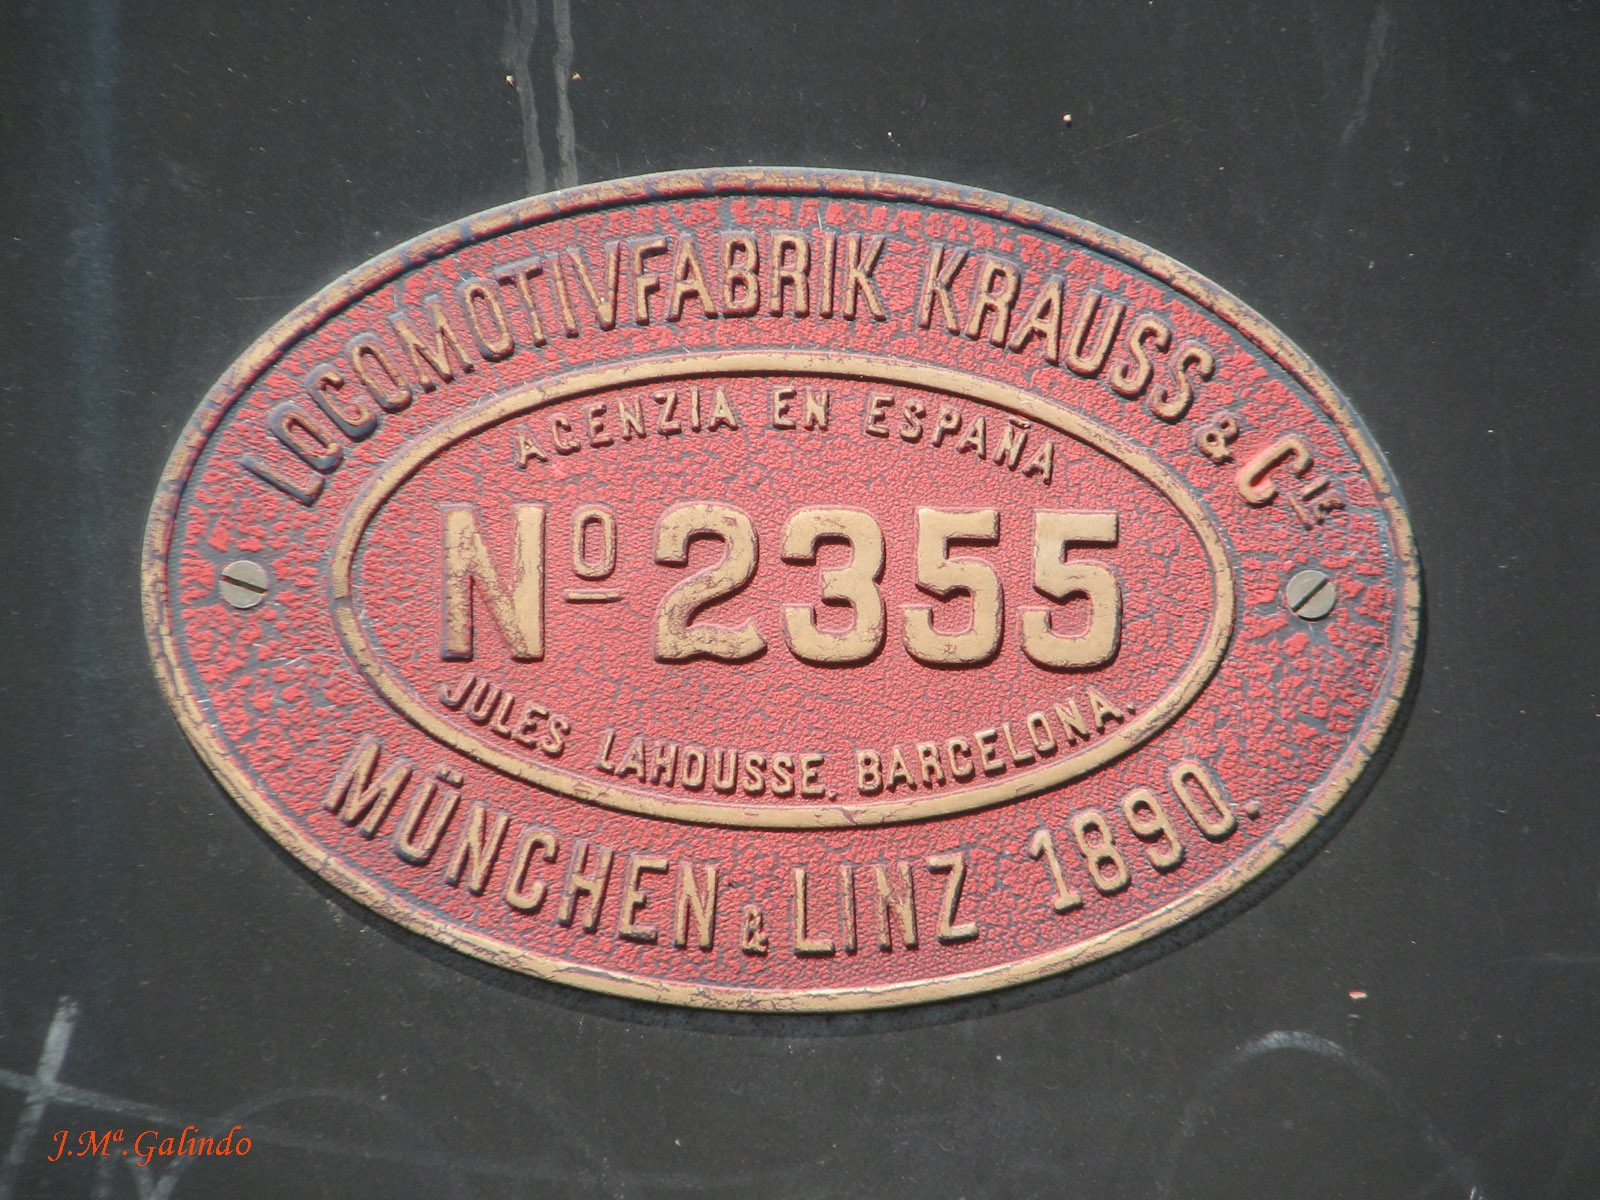 LOCOMOTIVFABRIK KRAUSS & CIE
AGENZIA EN ESPAÑA
Nº 2355
JULES LAHOUSSE, BARCELONA.
MÜNCHEN & LINZ 1890.
J.Mª.Galindo